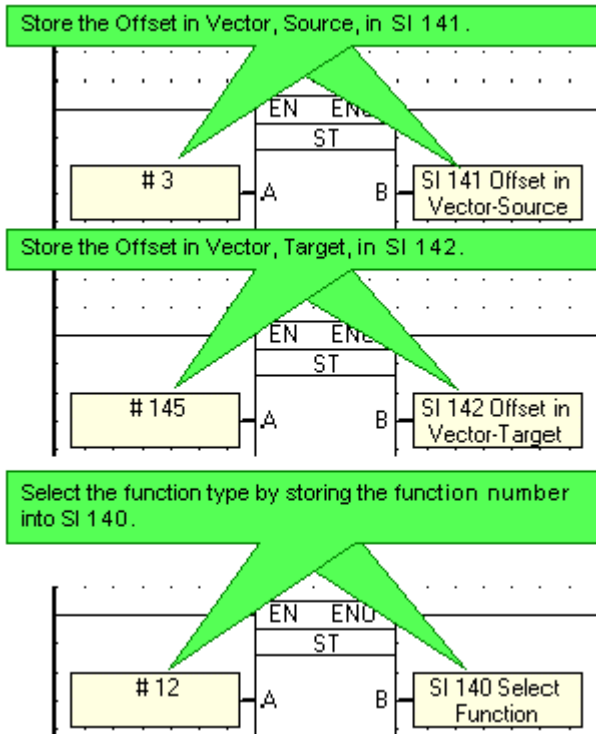 Store the Offset in Vector, Source, in SI 141.
EN EN
ST
# 3
A
B
SI 141 Offset in
Vector-Source
Store the Offset in Vector, Target, in SI 142.
EN EN
ST
# 145
A
B
SI 142 Offset in
Vector-Target
Select the function type by storing the function number
into SI 140.
EN ENO
ST
# 12
A
B
SI 140 Select
Function